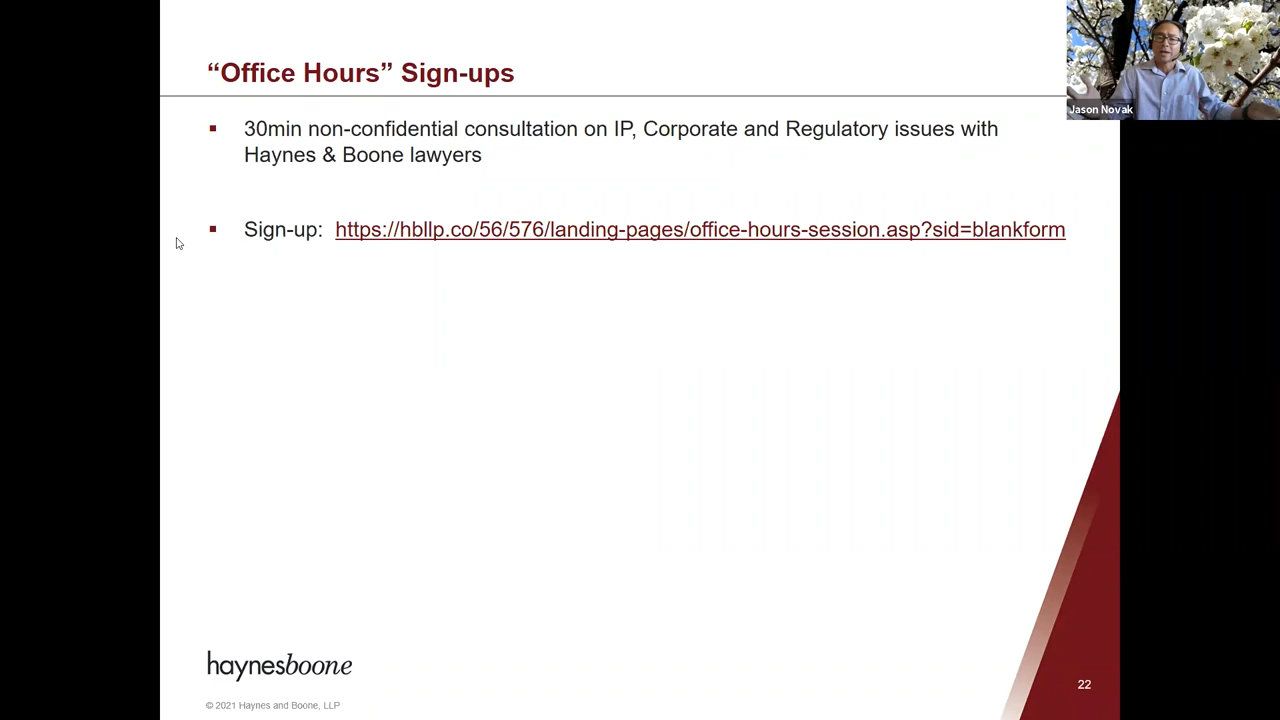 “Office Hours” Sign-ups
Jason Novak
30min non-confidential consultation on IP, Corporate and Regulatory issues with
Haynes & Boone lawyers
Sign-up: https://hbllp.co/56/576/landing-pages/office-hours-session.asp?sid=blankform
haynesboone
22
© 2021 Haynes and Boone, LLP